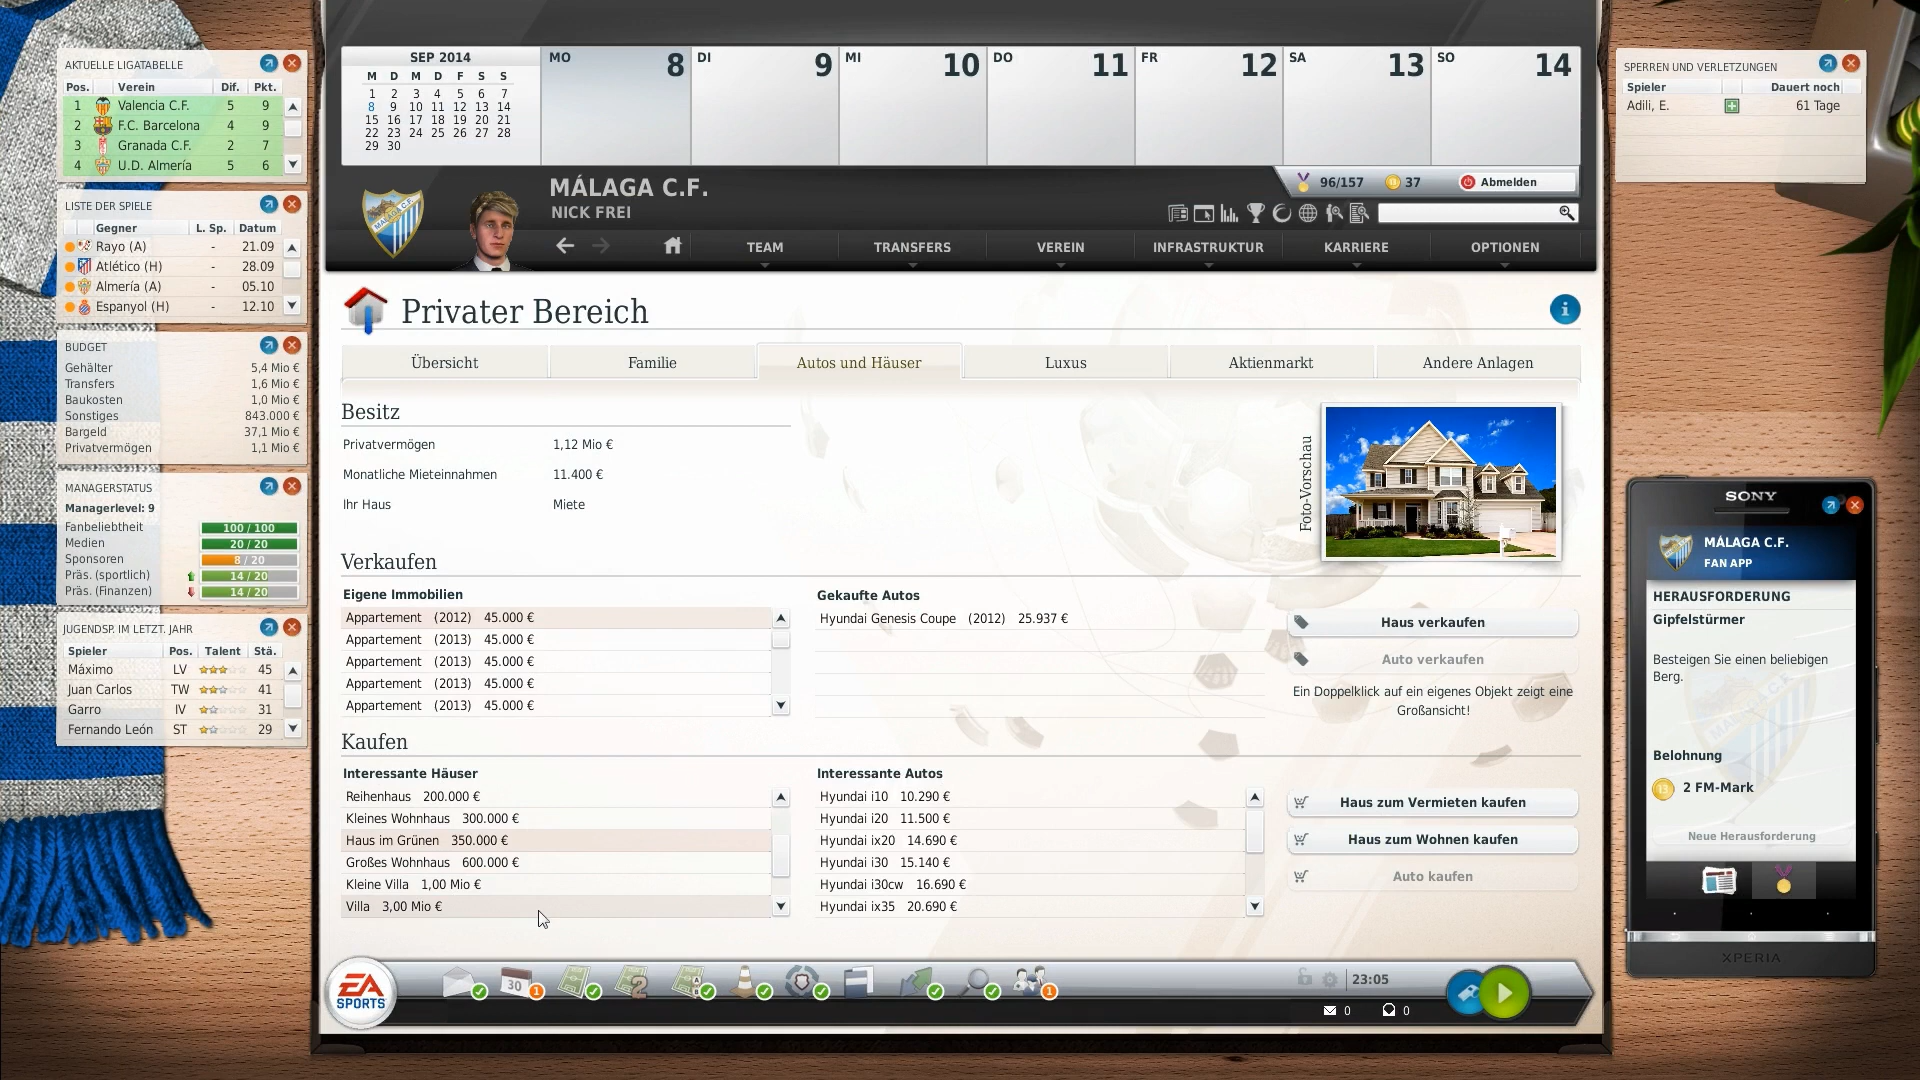 AKTUELLE LIGATABELLE
Pos. Verein Dif. Pkt.
1 Valencia C.F. 5 9
2 F.C. Barcelona 4 9
3 Granada C.F. 2 7
4 U.D. Almería 5 6
LISTE DER SPIELE
Gegner L. Sp. Datum
Rayo (A) - 21.09
Atlético (H) - 28.09
Almería (A) - 05.10
Espanyol (H) - 12.10
BUDGET
Gehälter 5,4 Mio €
Transfers 1,6 Mio €
Baukosten 1,0 Mio €
Sonstiges 843.000 €
Bargeld 37,1 Mio €
Privatvermögen 1,1 Mio €
MANAGERSTATUS
Managerlevel: 9
Fanbeliebtheit 100 / 100
Medien 20 / 20
Sponsoren 8 / 20
Präs. (sportlich) 14 / 20
Präs. (Finanzen) 14 / 20
JUGENDSP. IM LETZT. JAHR
Spieler Pos. Talent Stä.
Máximo LV 45
Juan Carlos TW 41
Garro IV 31
Fernando León ST 29
SEP 2014
M D M D F S S
1 2 3 4 5 6 7
8 9 10 11 12 13 14
15 16 17 18 19 20 21
22 23 24 25 26 27 28
29 30
MO 8 DI 9 MI 10 DO 11 FR 12 SA 13 SO 14
MÁLAGA C.F.
NICK FREI
96/157 37 Abmelden
TEAM TRANSFERS VEREIN INFRASTRUKTUR KARRIERE OPTIONEN
Privater Bereich
Übersicht Familie Autos und Häuser Luxus Aktienmarkt Andere Anlagen
Besitz
Privatvermögen 1,12 Mio €
Monatliche Mieteinnahmen 11.400 €
Ihr Haus Miete
Foto-Vorschau
Verkaufen
Eigene Immobilien
Appartement (2012) 45.000 €
Appartement (2013) 45.000 €
Appartement (2013) 45.000 €
Appartement (2013) 45.000 €
Appartement (2013) 45.000 €
Gekaufte Autos
Hyundai Genesis Coupe (2012) 25.937 €
Haus verkaufen
Auto verkaufen
Ein Doppelklick auf ein eigenes Objekt zeigt eine
Großansicht!
Kaufen
Interessante Häuser
Reihenhaus 200.000 €
Kleines Wohnhaus 300.000 €
Haus im Grünen 350.000 €
Großes Wohnhaus 600.000 €
Kleine Villa 1,00 Mio €
Villa 3,00 Mio €
Interessante Autos
Hyundai i10 10.290 €
Hyundai i20 11.500 €
Hyundai ix20 14.690 €
Hyundai i30 15.140 €
Hyundai i30cw 16.690 €
Hyundai ix35 20.690 €
Haus zum Vermieten kaufen
Haus zum Wohnen kaufen
Auto kaufen
EA
SPORTS
30 1 2 1
23:05
0 0
SPERREN UND VERLETZUNGEN
Spieler Dauert noch
Adili, E. 61 Tage
SONY
MÁLAGA C.F.
FAN APP
HERAUSFORDERUNG
Gipfelstürmer
Besteigen Sie einen beliebigen
Berg.
Belohnung
2 FM-Mark
Neue Herausforderung
XPERIA